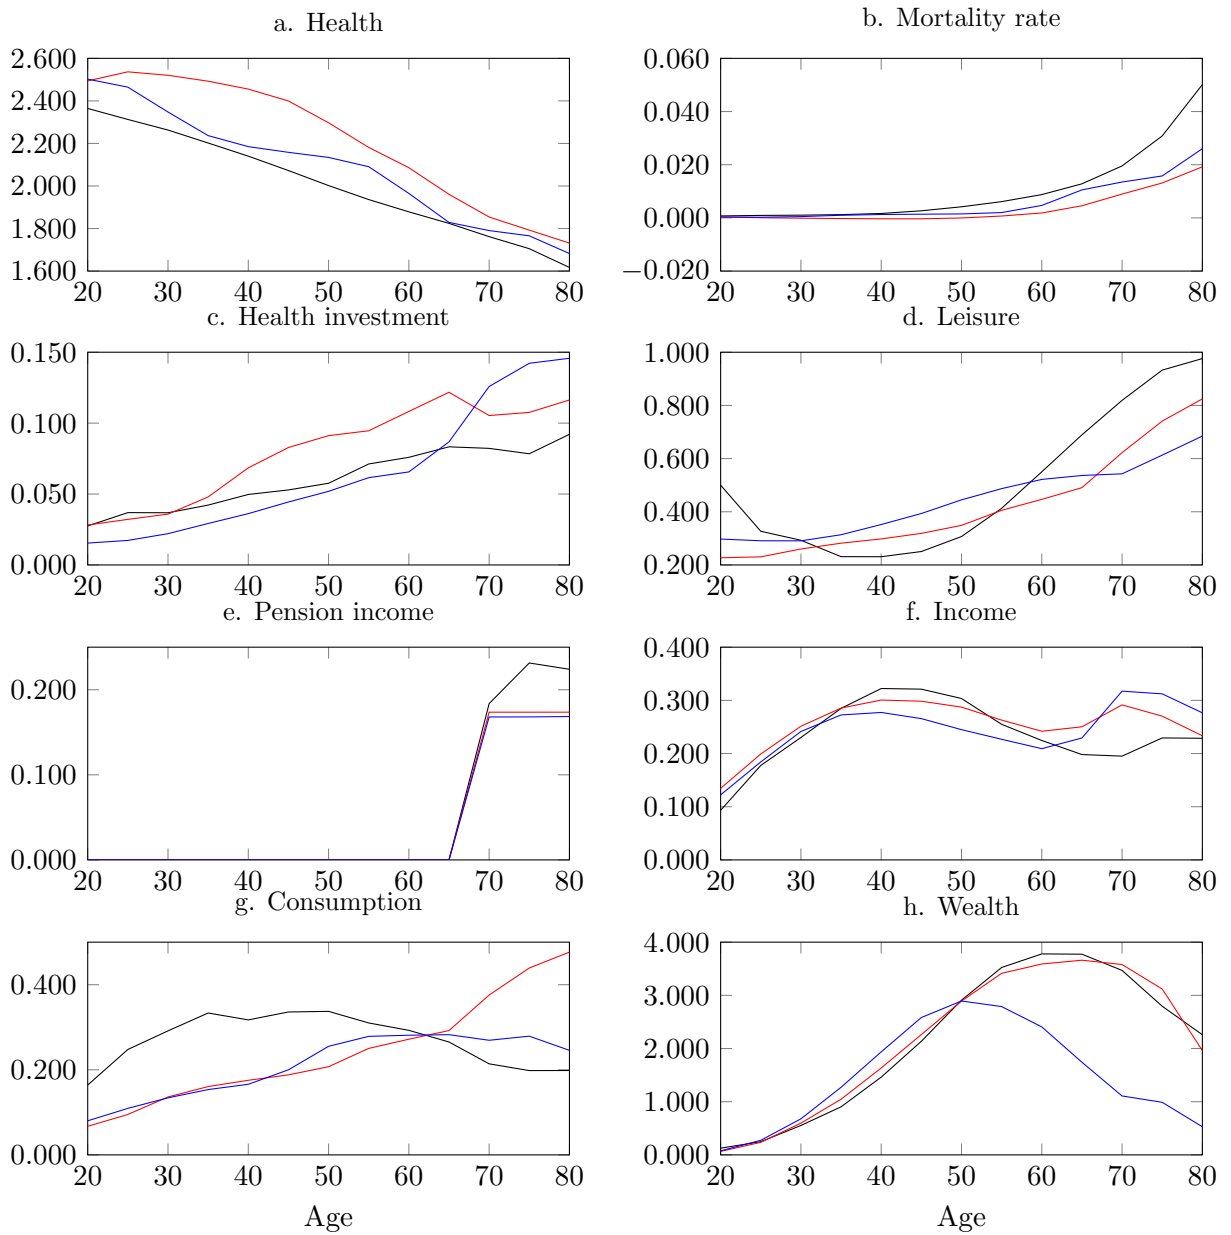 a. Health
b. Mortality rate
2.600
2.400
2.200
2.000
1.800
1.600
20 30 40 50 60 70 80
0.060
0.040
0.020
0.000
−0.020
20 30 40 50 60 70 80
c. Health investment
d. Leisure
0.150
0.100
0.050
0.000
20 30 40 50 60 70 80
1.000
0.800
0.600
0.400
0.200
20 30 40 50 60 70 80
e. Pension income
f. Income
0.200
0.100
0.000
20 30 40 50 60 70 80
0.400
0.300
0.200
0.100
0.000
20 30 40 50 60 70 80
g. Consumption
h. Wealth
0.400
0.200
0.000
20 30 40 50 60 70 80
Age
4.000
3.000
2.000
1.000
0.000
20 30 40 50 60 70 80
Age